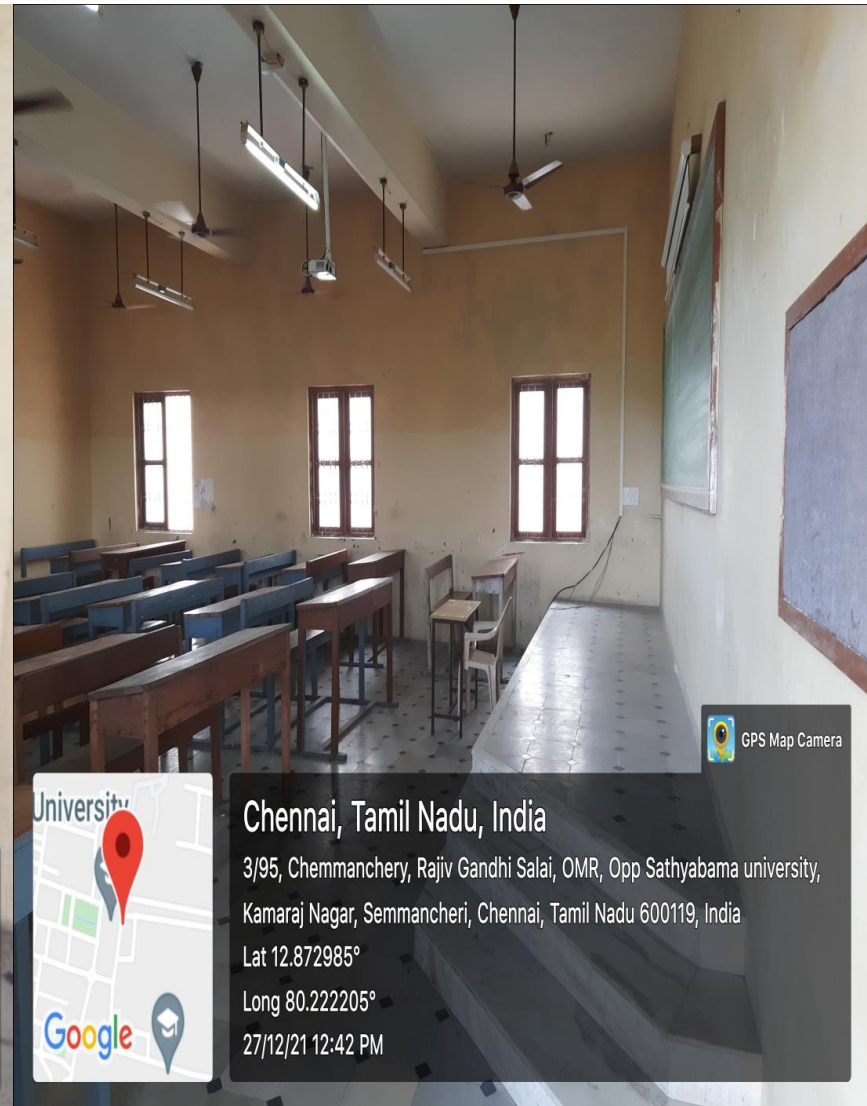 GPS Map Camera
University
Google
Chennai, Tamil Nadu, India
3/95, Chemmanchery, Rajiv Gandhi Salai, OMR, Opp Sathyabama university,
Kamaraj Nagar, Semmancheri, Chennai, Tamil Nadu 600119, India
Lat 12.872985°
Long 80.222205°
27/12/21 12:42 PM